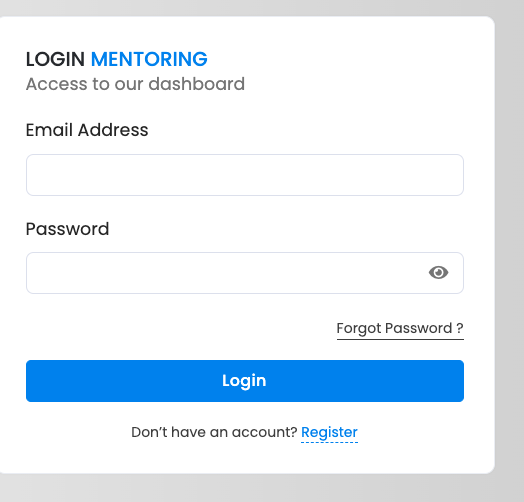 LOGIN MENTORING
Access to our dashboard
Email Address
Password
Forgot Password ?
Login
Don’t have an account? Register